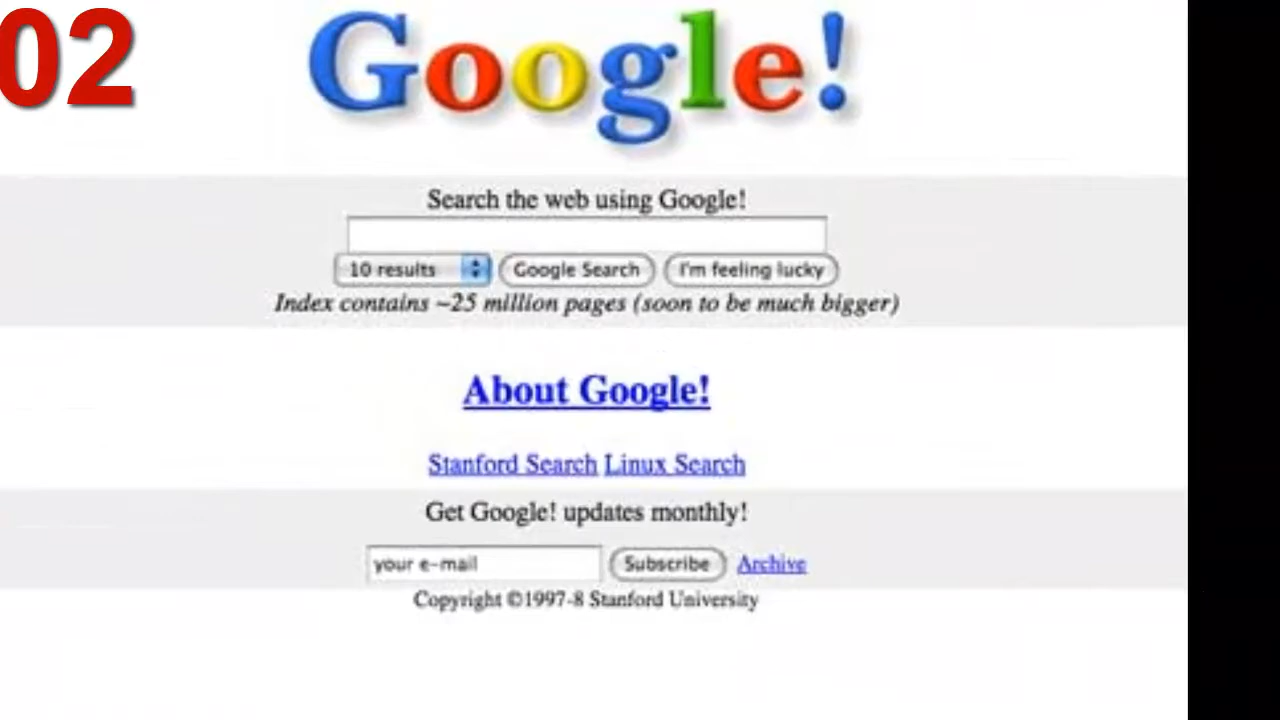 02
Google!
Search the web using Google!
10 results Google Search I'm feeling lucky
Index contains ~25 million pages (soon to be much bigger)
About Google!
Stanford Search Linux Search
Get Google! updates monthly!
your e-mail Subscribe Archive
Copyright ©1997-8 Stanford University